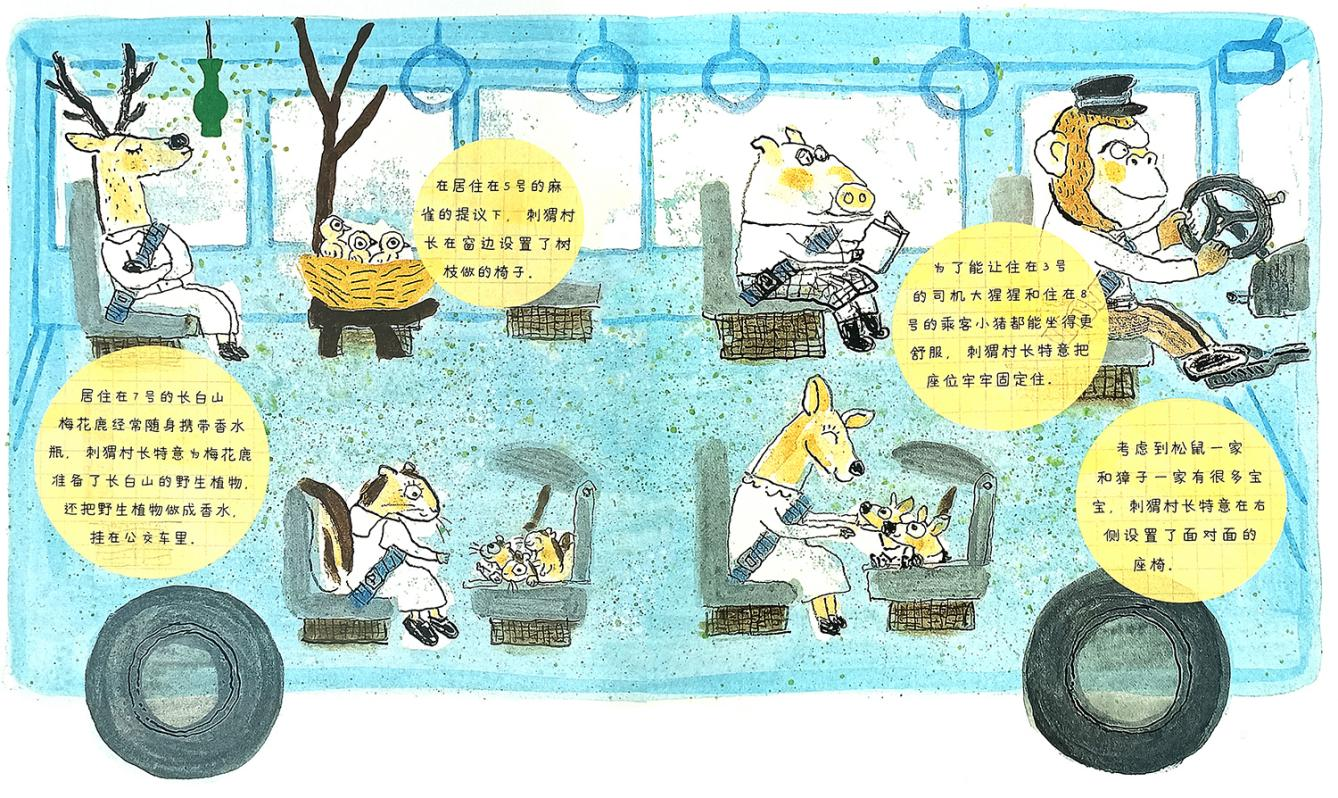 在居住在5号的麻
雀的提议下，刺猬村
长在窗边设置了树
枝做的椅子.
为了能让住在3号
的司机大猩猩和住在8
号的乘客小猪都能坐得更
舒服，刺猬村长特意把
座位牢牢固定住.
居住在7号的长白山
梅花鹿经常随身携带香水
瓶，刺猬村长特意为梅花鹿
准备了长白山的野生植物，
还把野生植物做成香水，
挂在公交车里.
考虑到松鼠一家
和獐子一家有很多宝
宝，刺猬村长特意在右
侧设置了面对面的
座椅.